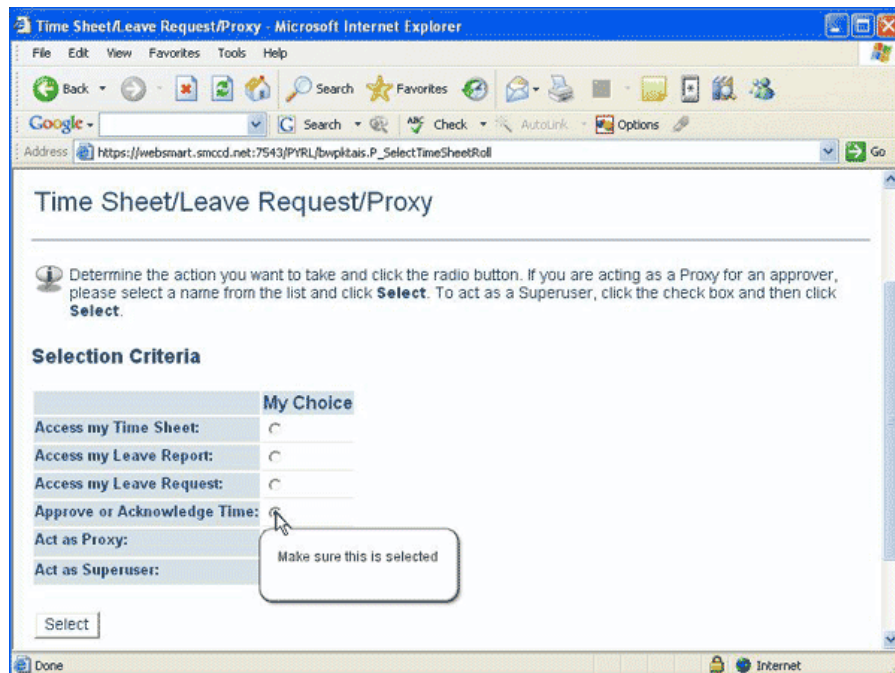 Time Sheet/Leave Request/Proxy - Microsoft Internet Explorer
File Edit View Favorites Tools Help
Back Search Favorites
Google Search ABC Check AutoLink Options
Address https://websmart.smccd.net:7543/PYRL/bwpktais.P_SelectTimeSheetRoll Go
Time Sheet/Leave Request/Proxy
Determine the action you want to take and click the radio button. If you are acting as a Proxy for an approver,
please select a name from the list and click Select. To act as a Superuser, click the check box and then click
Select.
Selection Criteria
My Choice
Access my Time Sheet:
Access my Leave Report:
Access my Leave Request:
Approve or Acknowledge Time:
Act as Proxy:
Make sure this is selected
Act as Superuser:
Select
Done Internet